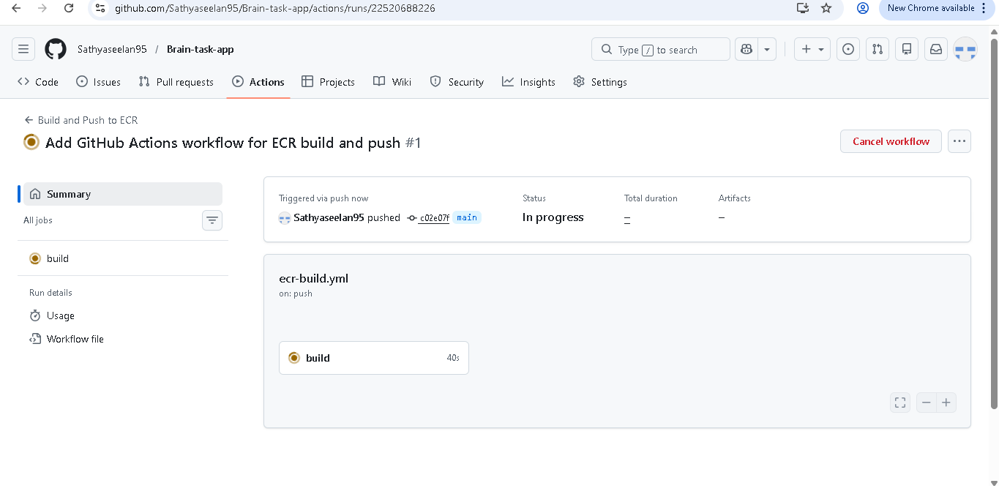 github.com/Sathyaseelan95/Brain-task-app/actions/runs/22520688226
New Chrome available
Sathyaseelan95 / Brain-task-app
Type / to search
Code Issues Pull requests Actions Projects Wiki Security Insights Settings
Build and Push to ECR
Add GitHub Actions workflow for ECR build and push #1
Cancel workflow
Summary
All jobs
build
Run details
Usage
Workflow file
Triggered via push now
Sathyaseelan95 pushed c02e07f main
Status
In progress
Total duration
–
Artifacts
–
ecr-build.yml
on: push
build 40s